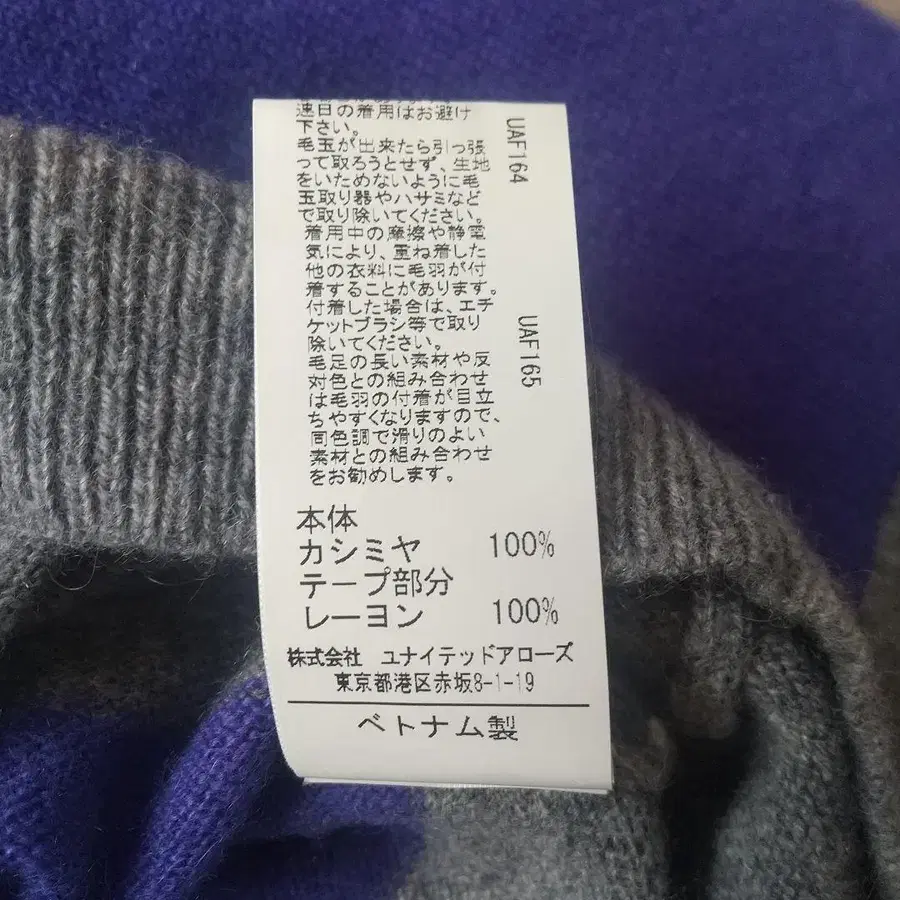 連日の着用はお避け
下さい。
毛玉が出来たら引っ張
って取ろうとせず、生地
をいためないように毛
玉取り器やハサミなど
で取り除いてください。
着用中の摩擦や静電
気により、重ね着した
他の衣料に毛羽が付
着することがあります。
付着した場合は、エチ
ケットブラシ等で取り
除いてください。
毛足の長い素材や反
対色との組み合わせ
は毛羽の付着が目立
ちやすくなりますので、
同色調で滑りのよい
素材との組み合わせ
をお勧めします。
UAF164
UAF165
本体
カシミヤ 100%
テープ部分
レーヨン 100%
株式会社 ユナイテッドアローズ
東京都港区赤坂8-1-19
ベトナム製